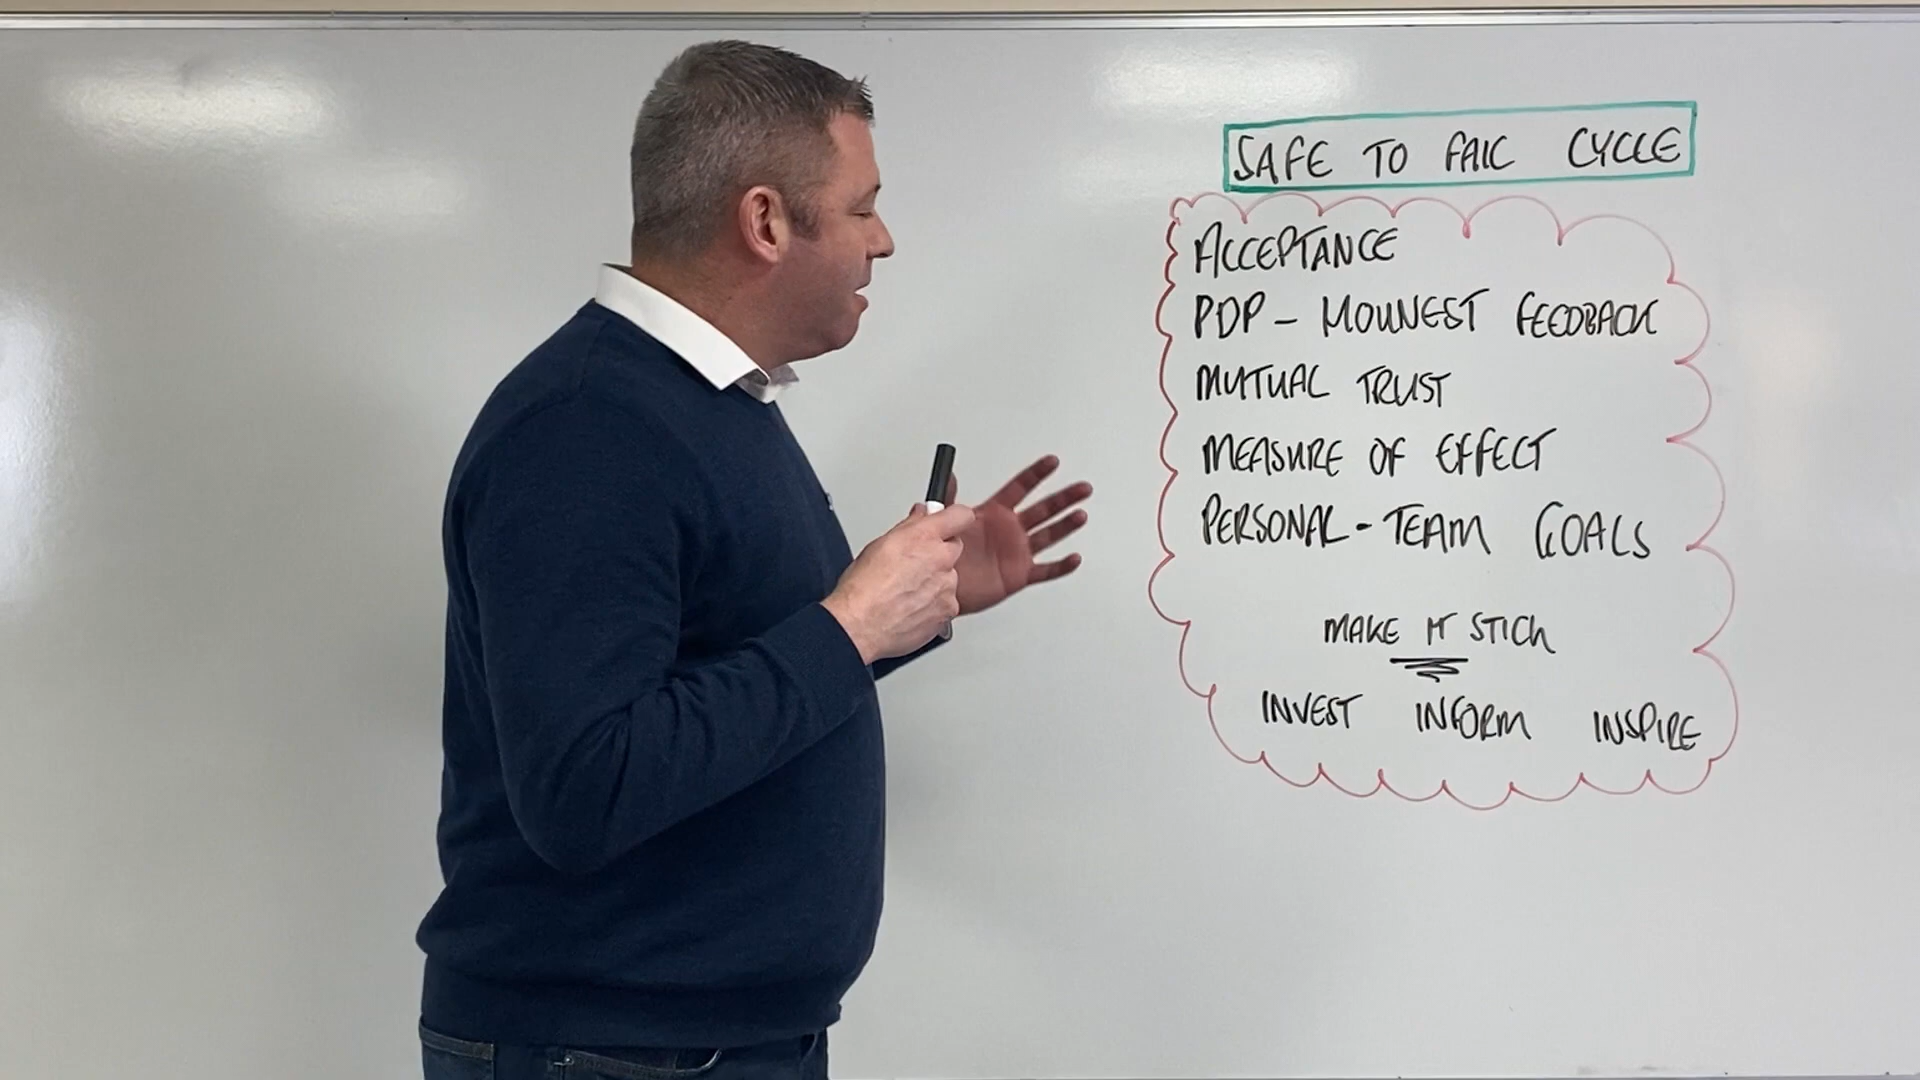 SAFE TO FAIL CYCLE
ACCEPTANCE
PDP - HOUNEST FEEDBACK
MUTUAL TRUST
MEASURE OF EFFECT
PERSONAL - TEAM GOALS
MAKE IT STICK
INVEST INFORM INSPIRE